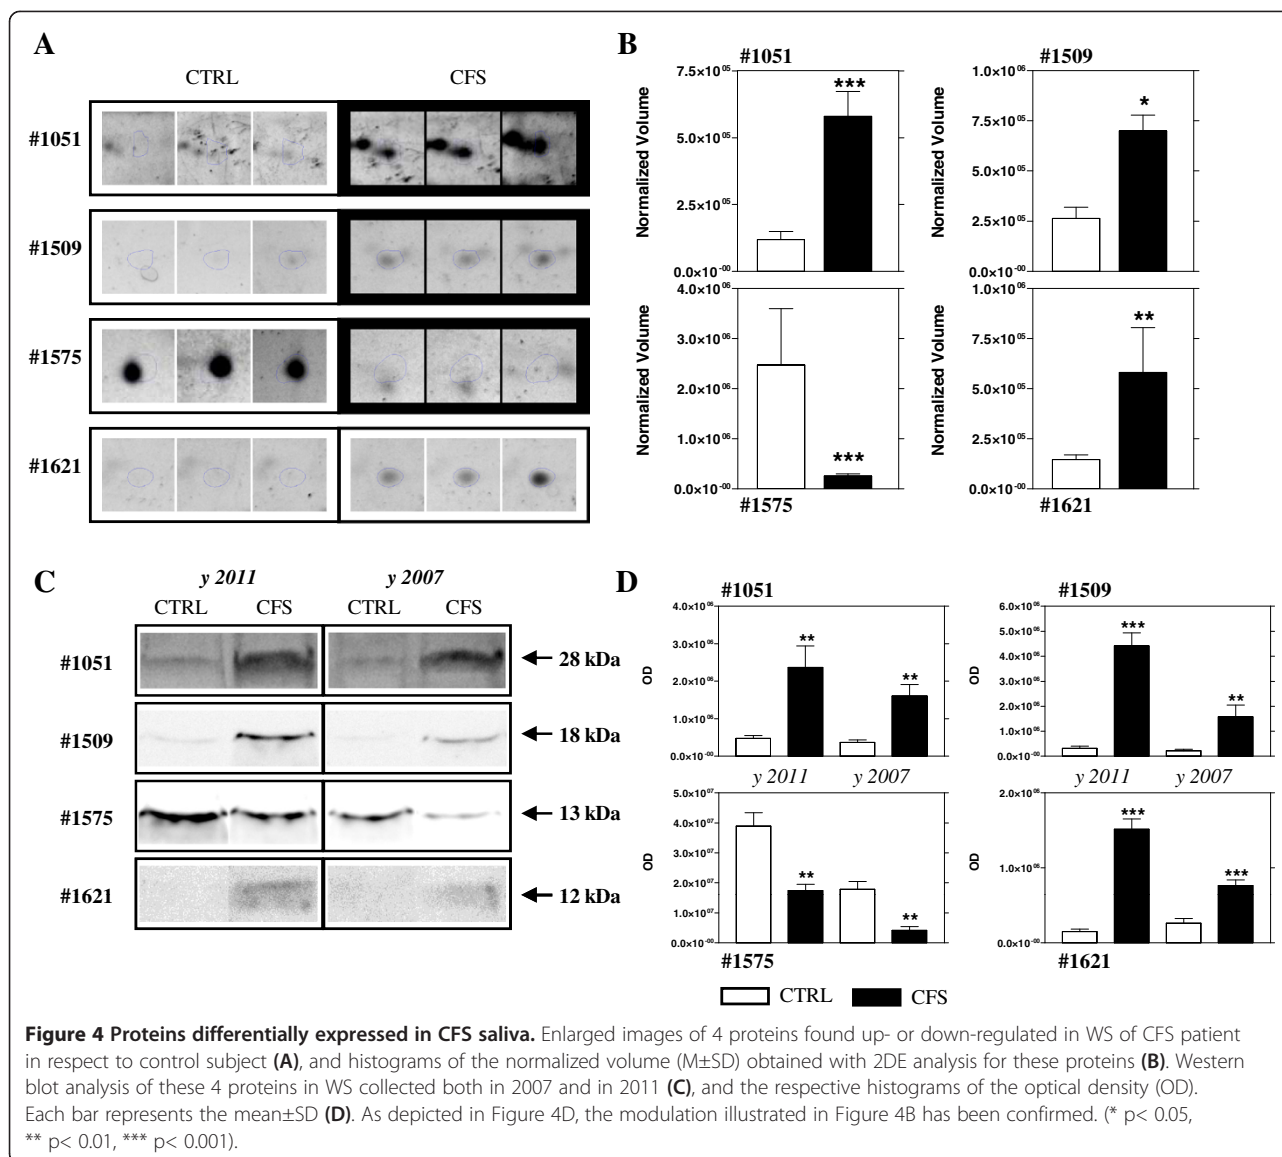 A
CTRL CFS
#1051
#1509
#1575
#1621
B
#1051
Normalized Volume
7.5×10⁰⁵
5.0×10⁰⁵
2.5×10⁰⁵
0.0×10⁻⁰⁰
***
#1509
Normalized Volume
1.0×10⁰⁶
7.5×10⁰⁵
5.0×10⁰⁵
2.5×10⁰⁵
0.0×10⁻⁰⁰
*
Normalized Volume
4.0×10⁰⁶
3.0×10⁰⁶
2.0×10⁰⁶
1.0×10⁰⁶
0.0×10⁻⁰⁰
***
#1575
Normalized Volume
1.0×10⁰⁶
7.5×10⁰⁵
5.0×10⁰⁵
2.5×10⁰⁵
0.0×10⁻⁰⁰
**
#1621
C
y 2011 y 2007
CTRL CFS CTRL CFS
#1051 28 kDa
#1509 18 kDa
#1575 13 kDa
#1621 12 kDa
D
#1051
OD
4.0×10⁰⁶
3.0×10⁰⁶
2.0×10⁰⁶
1.0×10⁰⁶
0.0×10⁻⁰⁰
** **
y 2011 y 2007
#1509
OD
6.0×10⁰⁶
5.0×10⁰⁶
4.0×10⁰⁶
3.0×10⁰⁶
2.0×10⁰⁶
1.0×10⁰⁶
0.0×10⁻⁰⁰
*** **
y 2011 y 2007
OD
5.0×10⁰⁷
4.0×10⁰⁷
3.0×10⁰⁷
2.0×10⁰⁷
1.0×10⁰⁷
0.0×10⁻⁰⁰
** **
#1575
OD
2.0×10⁰⁶
1.0×10⁰⁶
0.0×10⁻⁰⁰
*** ***
#1621
CTRL CFS
Figure 4 Proteins differentially expressed in CFS saliva. Enlarged images of 4 proteins found up- or down-regulated in WS of CFS patient
in respect to control subject (A), and histograms of the normalized volume (M±SD) obtained with 2DE analysis for these proteins (B). Western
blot analysis of these 4 proteins in WS collected both in 2007 and in 2011 (C), and the respective histograms of the optical density (OD).
Each bar represents the mean±SD (D). As depicted in Figure 4D, the modulation illustrated in Figure 4B has been confirmed. (* p< 0.05,
** p< 0.01, *** p< 0.001).